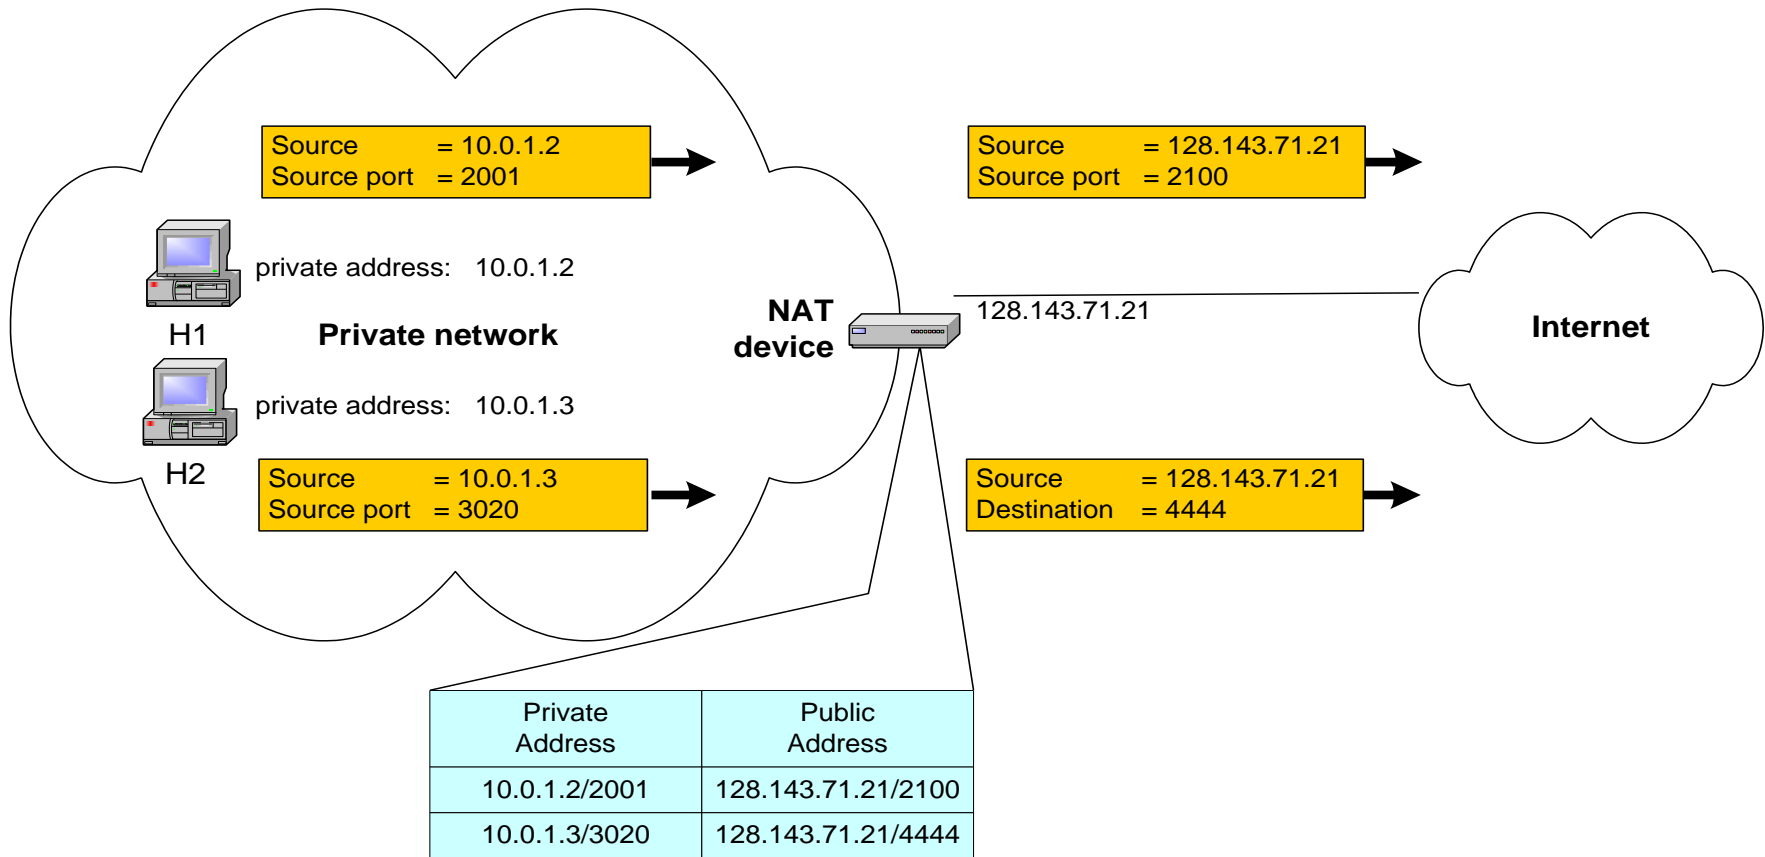 Source = 10.0.1.2
Source port = 2001
Source = 128.143.71.21
Source port = 2100
private address: 10.0.1.2
H1
Private network
NAT
device
128.143.71.21
Internet
private address: 10.0.1.3
H2
Source = 10.0.1.3
Source port = 3020
Source = 128.143.71.21
Destination = 4444
Private
Address
Public
Address
10.0.1.2/2001 128.143.71.21/2100
10.0.1.3/3020 128.143.71.21/4444